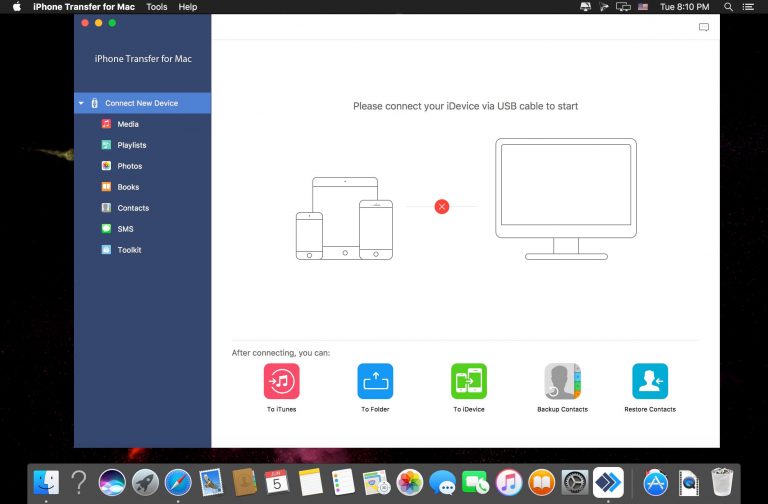 iPhone Transfer for Mac Tools Help Tue 8:10 PM
iPhone Transfer for Mac
Connect New Device
Media
Playlists
Photos
Books
Contacts
SMS
Toolkit
Please connect your iDevice via USB cable to start
After connecting, you can:
To iTunes To Folder To iDevice Backup Contacts Restore Contacts
JUN
5